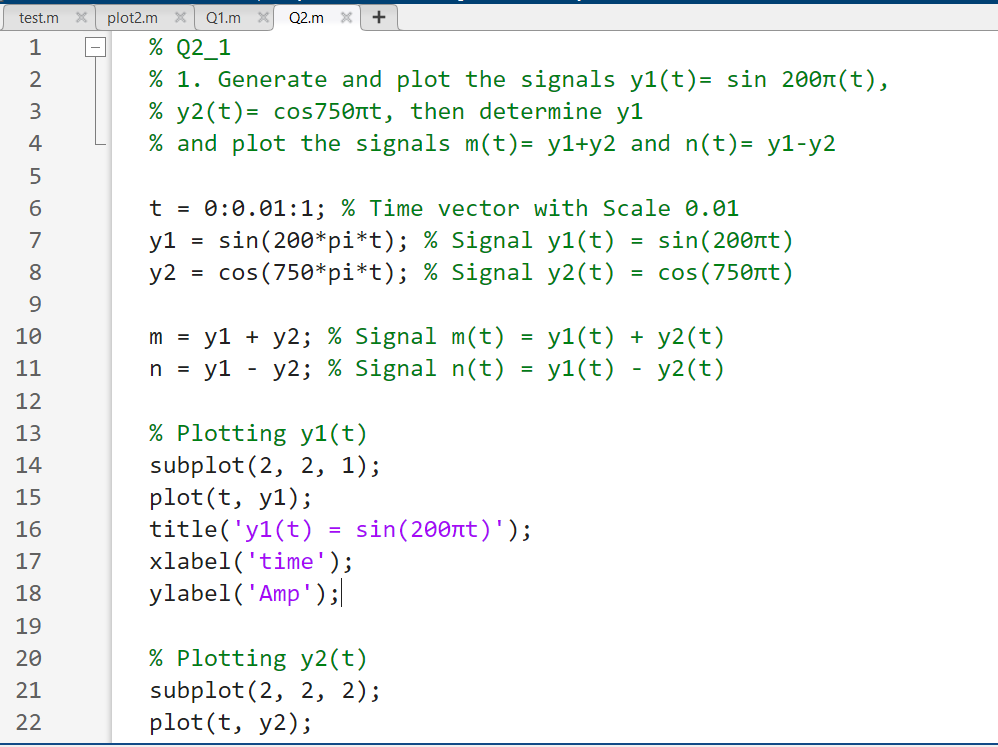 test.m × plot2.m × Q1.m × Q2.m × +
1 % Q2_1
2 % 1. Generate and plot the signals y1(t)= sin 200π(t),
3 % y2(t)= cos750πt, then determine y1
4 % and plot the signals m(t)= y1+y2 and n(t)= y1-y2
5
6 t = 0:0.01:1; % Time vector with Scale 0.01
7 y1 = sin(200*pi*t); % Signal y1(t) = sin(200πt)
8 y2 = cos(750*pi*t); % Signal y2(t) = cos(750πt)
9
10 m = y1 + y2; % Signal m(t) = y1(t) + y2(t)
11 n = y1 - y2; % Signal n(t) = y1(t) - y2(t)
12
13 % Plotting y1(t)
14 subplot(2, 2, 1);
15 plot(t, y1);
16 title('y1(t) = sin(200πt)');
17 xlabel('time');
18 ylabel('Amp');
19
20 % Plotting y2(t)
21 subplot(2, 2, 2);
22 plot(t, y2);